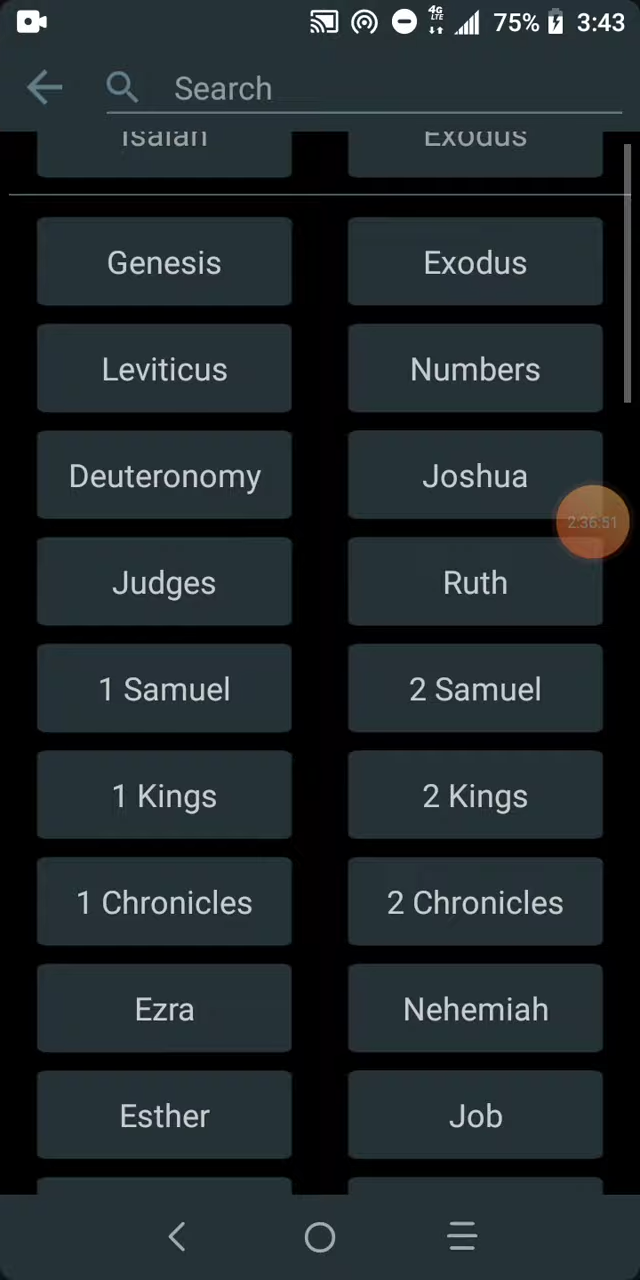 4G
LTE
75%
3:43
Search
Isaiah
Exodus
Genesis
Exodus
Leviticus
Numbers
Deuteronomy
Joshua
2:36:51
Judges
Ruth
1 Samuel
2 Samuel
1 Kings
2 Kings
1 Chronicles
2 Chronicles
Ezra
Nehemiah
Esther
Job